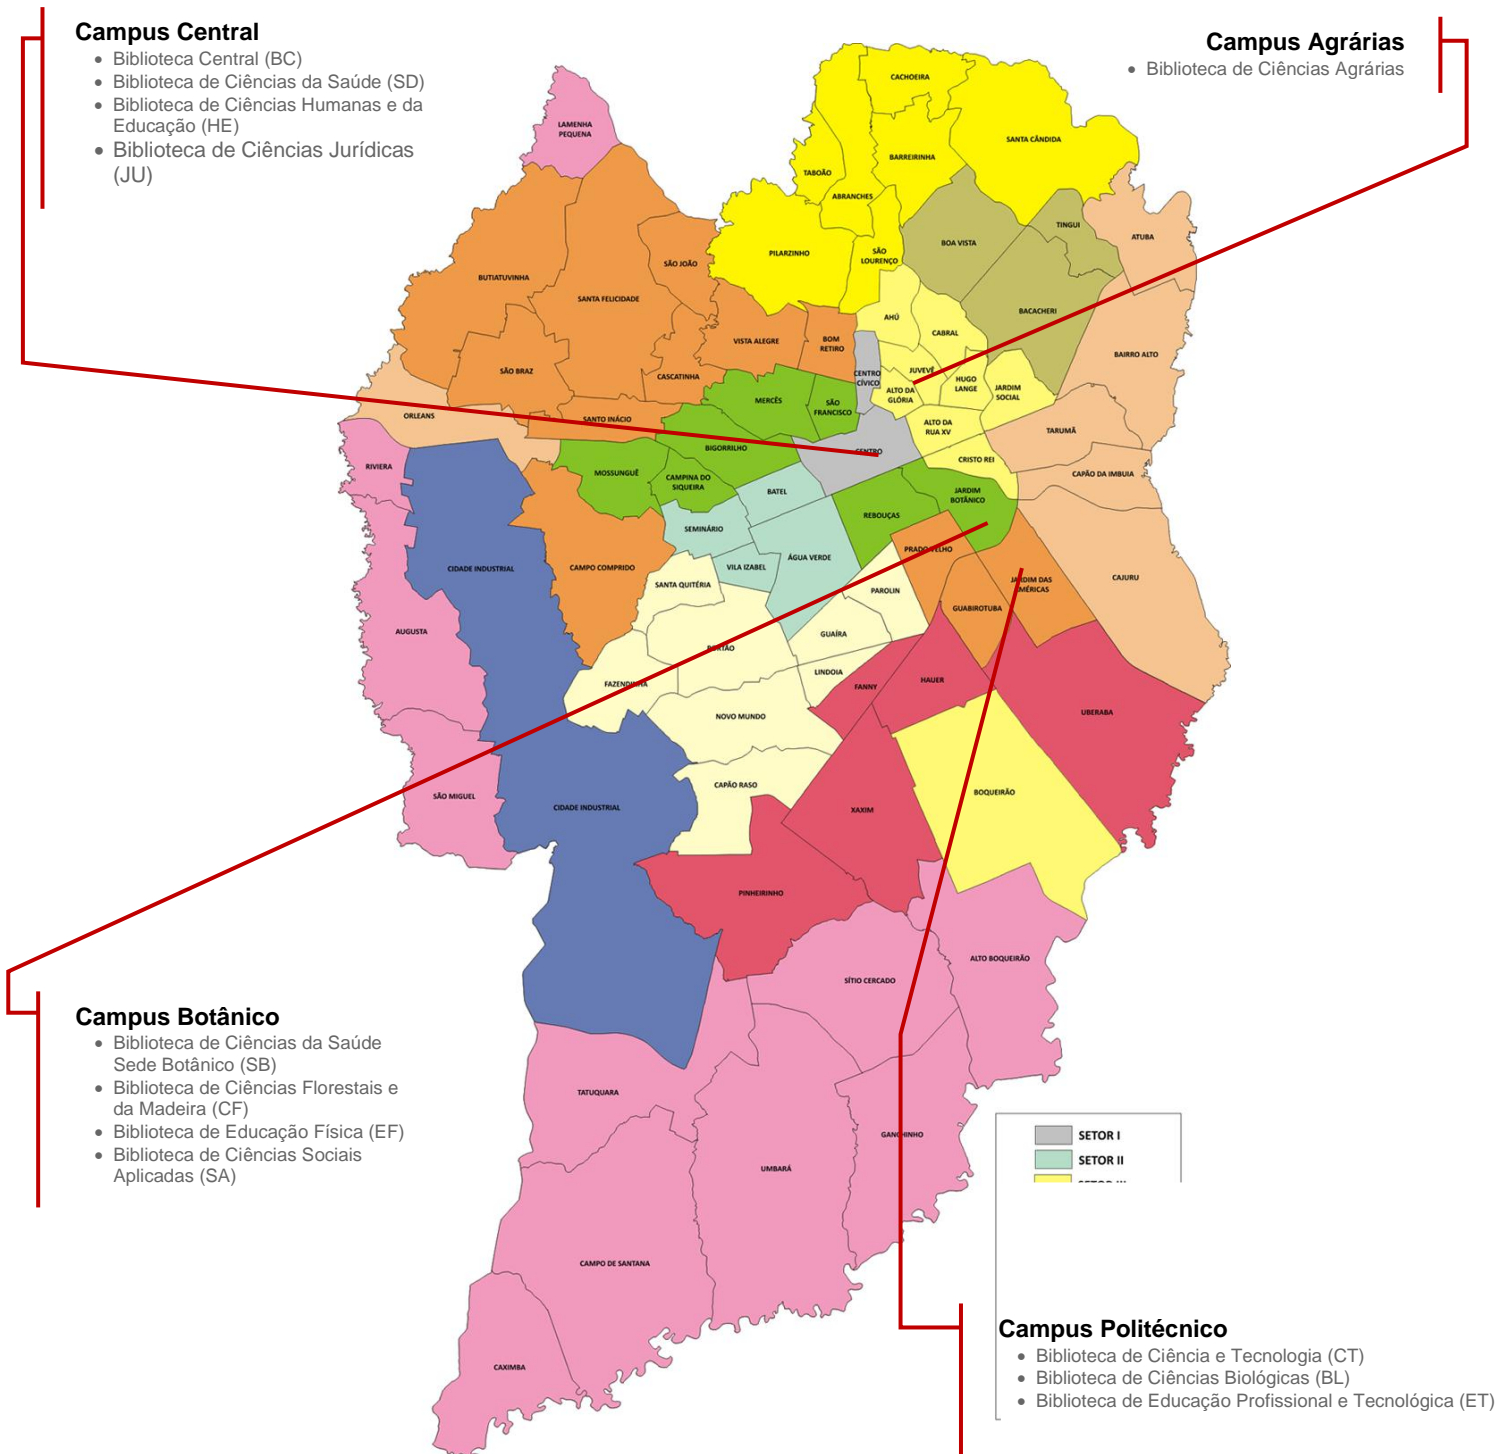 Campus Central
• Biblioteca Central (BC)
• Biblioteca de Ciências da Saúde (SD)
• Biblioteca de Ciências Humanas e da
Educação (HE)
• Biblioteca de Ciências Jurídicas
(JU)
Campus Agrárias
• Biblioteca de Ciências Agrárias
CACHOEIRA
LAMENHA
PEQUENA
SANTA CÂNDIDA
BARREIRINHA
TABOÃO
ABRANCHES
TINGUI
ATUBA
BOA VISTA
PILARZINHO
SÃO
LOURENÇO
SÃO JOÃO
BUTIATUVINHA
SANTA FELICIDADE
BACACHERI
AHÚ
CABRAL
VISTA ALEGRE
BOM
RETIRO
BAIRRO ALTO
SÃO BRAZ
CASCATINHA
CENTRO
CÍVICO
JUVEVÊ
HUGO
LANGE
JARDIM
SOCIAL
ALTO DA
GLÓRIA
MERCÊS
SÃO
FRANCISCO
ORLEANS
SANTO INÁCIO
ALTO DA
RUA XV
TARUMÃ
BIGORRILHO
CENTRO
CRISTO REI
RIVIERA
MOSSUNGUÊ
CAMPINA DO
SIQUEIRA
CAPÃO DA IMBUIA
BATEL
JARDIM
BOTÂNICO
REBOUÇAS
SEMINÁRIO
PRADO VELHO
CIDADE INDUSTRIAL
CAMPO COMPRIDO
VILA IZABEL
ÁGUA VERDE
SANTA QUITÉRIA
PAROLIN
JARDIM DAS
AMÉRICAS
CAJURU
GUABIROTUBA
AUGUSTA
GUAÍRA
PORTÃO
LINDOIA
FAZENDINHA
FANNY
HAUER
NOVO MUNDO
UBERABA
SÃO MIGUEL
CIDADE INDUSTRIAL
CAPÃO RASO
XAXIM
BOQUEIRÃO
PINHEIRINHO
SÍTIO CERCADO
ALTO BOQUEIRÃO
Campus Botânico
• Biblioteca de Ciências da Saúde
Sede Botânico (SB)
• Biblioteca de Ciências Florestais e
da Madeira (CF)
• Biblioteca de Educação Física (EF)
• Biblioteca de Ciências Sociais
Aplicadas (SA)
TATUQUARA
UMBARÁ
GANCHINHO
SETOR I
SETOR II
CAMPO DE SANTANA
CAXIMBA
Campus Politécnico
• Biblioteca de Ciência e Tecnologia (CT)
• Biblioteca de Ciências Biológicas (BL)
• Biblioteca de Educação Profissional e Tecnológica (ET)